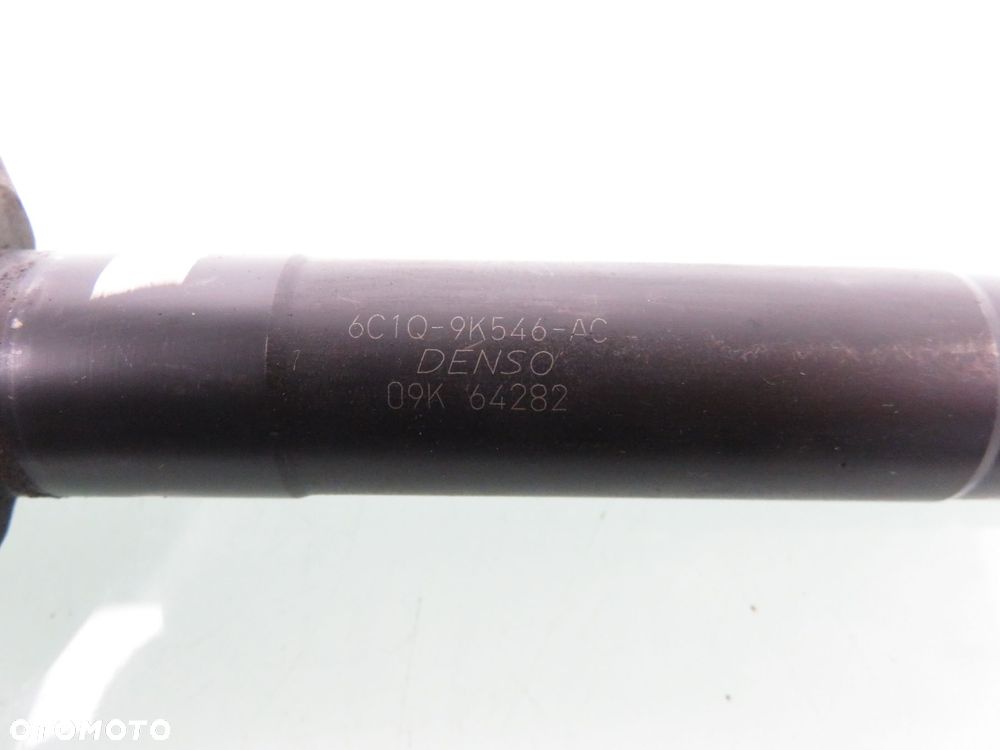 6C1Q-9K546-AC
DENSO
09K 64282
OTOMOTO